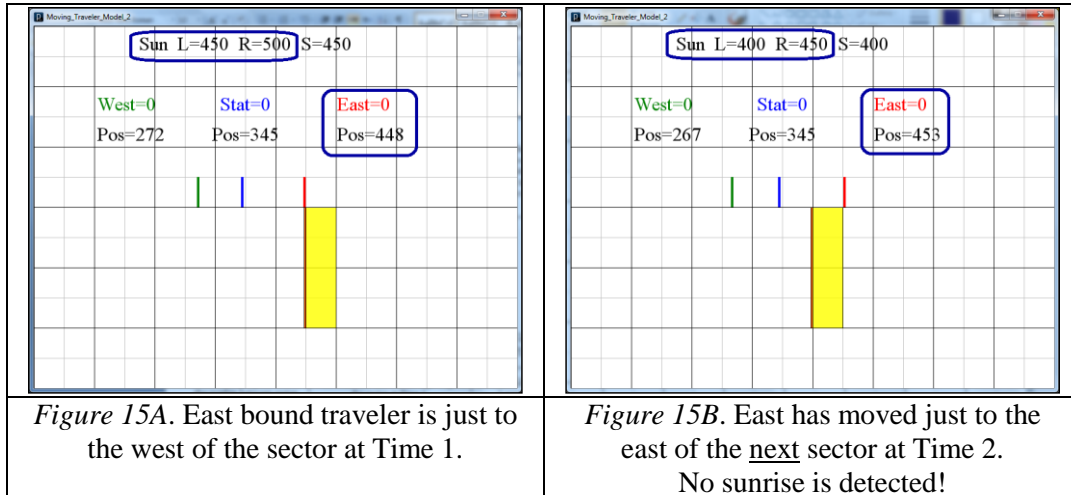 Moving_Traveler_Model_2
Sun L=450 R=500 S=450
West=0 Stat=0 East=0
Pos=272 Pos=345 Pos=448
Figure 15A. East bound traveler is just to
the west of the sector at Time 1.
Moving_Traveler_Model_2
Sun L=400 R=450 S=400
West=0 Stat=0 East=0
Pos=267 Pos=345 Pos=453
Figure 15B. East has moved just to the
east of the next sector at Time 2.
No sunrise is detected!